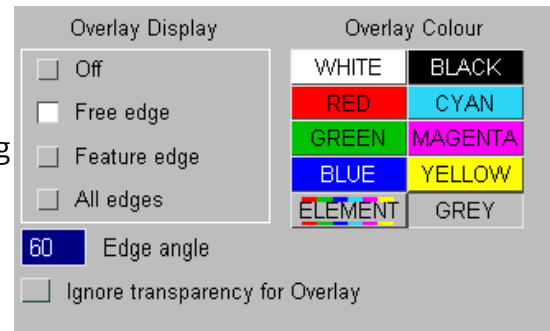 Overlay Display
Off
Free edge
g
Feature edge
All edges
60 Edge angle
Ignore transparency for Overlay
Overlay Colour
WHITE BLACK
RED CYAN
GREEN MAGENTA
BLUE YELLOW
ELEMENT GREY